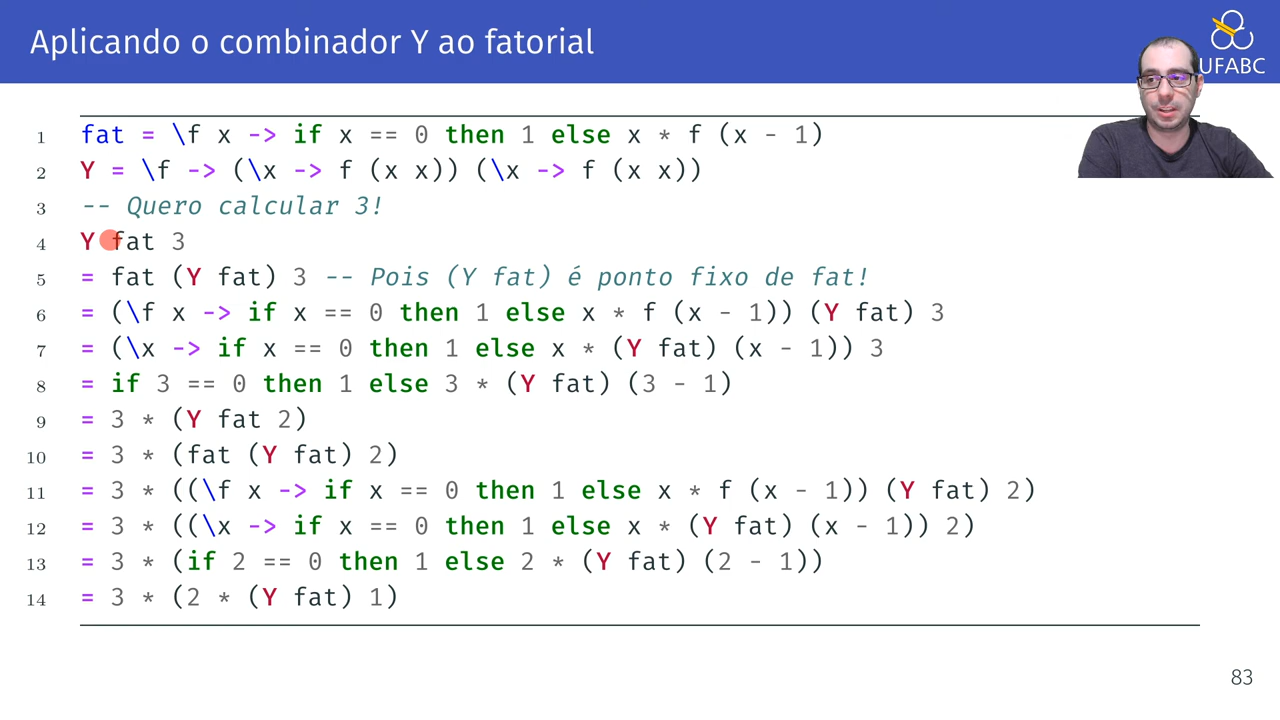 Aplicando o combinador Y ao fatorial
UFABC
1 fat = \f x -> if x == 0 then 1 else x * f (x - 1)
2 Y = \f -> (\x -> f (x x)) (\x -> f (x x))
3 -- Quero calcular 3!
4 Y fat 3
5 = fat (Y fat) 3 -- Pois (Y fat) é ponto fixo de fat!
6 = (\f x -> if x == 0 then 1 else x * f (x - 1)) (Y fat) 3
7 = (\x -> if x == 0 then 1 else x * (Y fat) (x - 1)) 3
8 = if 3 == 0 then 1 else 3 * (Y fat) (3 - 1)
9 = 3 * (Y fat 2)
10 = 3 * (fat (Y fat) 2)
11 = 3 * ((\f x -> if x == 0 then 1 else x * f (x - 1)) (Y fat) 2)
12 = 3 * ((\x -> if x == 0 then 1 else x * (Y fat) (x - 1)) 2)
13 = 3 * (if 2 == 0 then 1 else 2 * (Y fat) (2 - 1))
14 = 3 * (2 * (Y fat) 1)
83